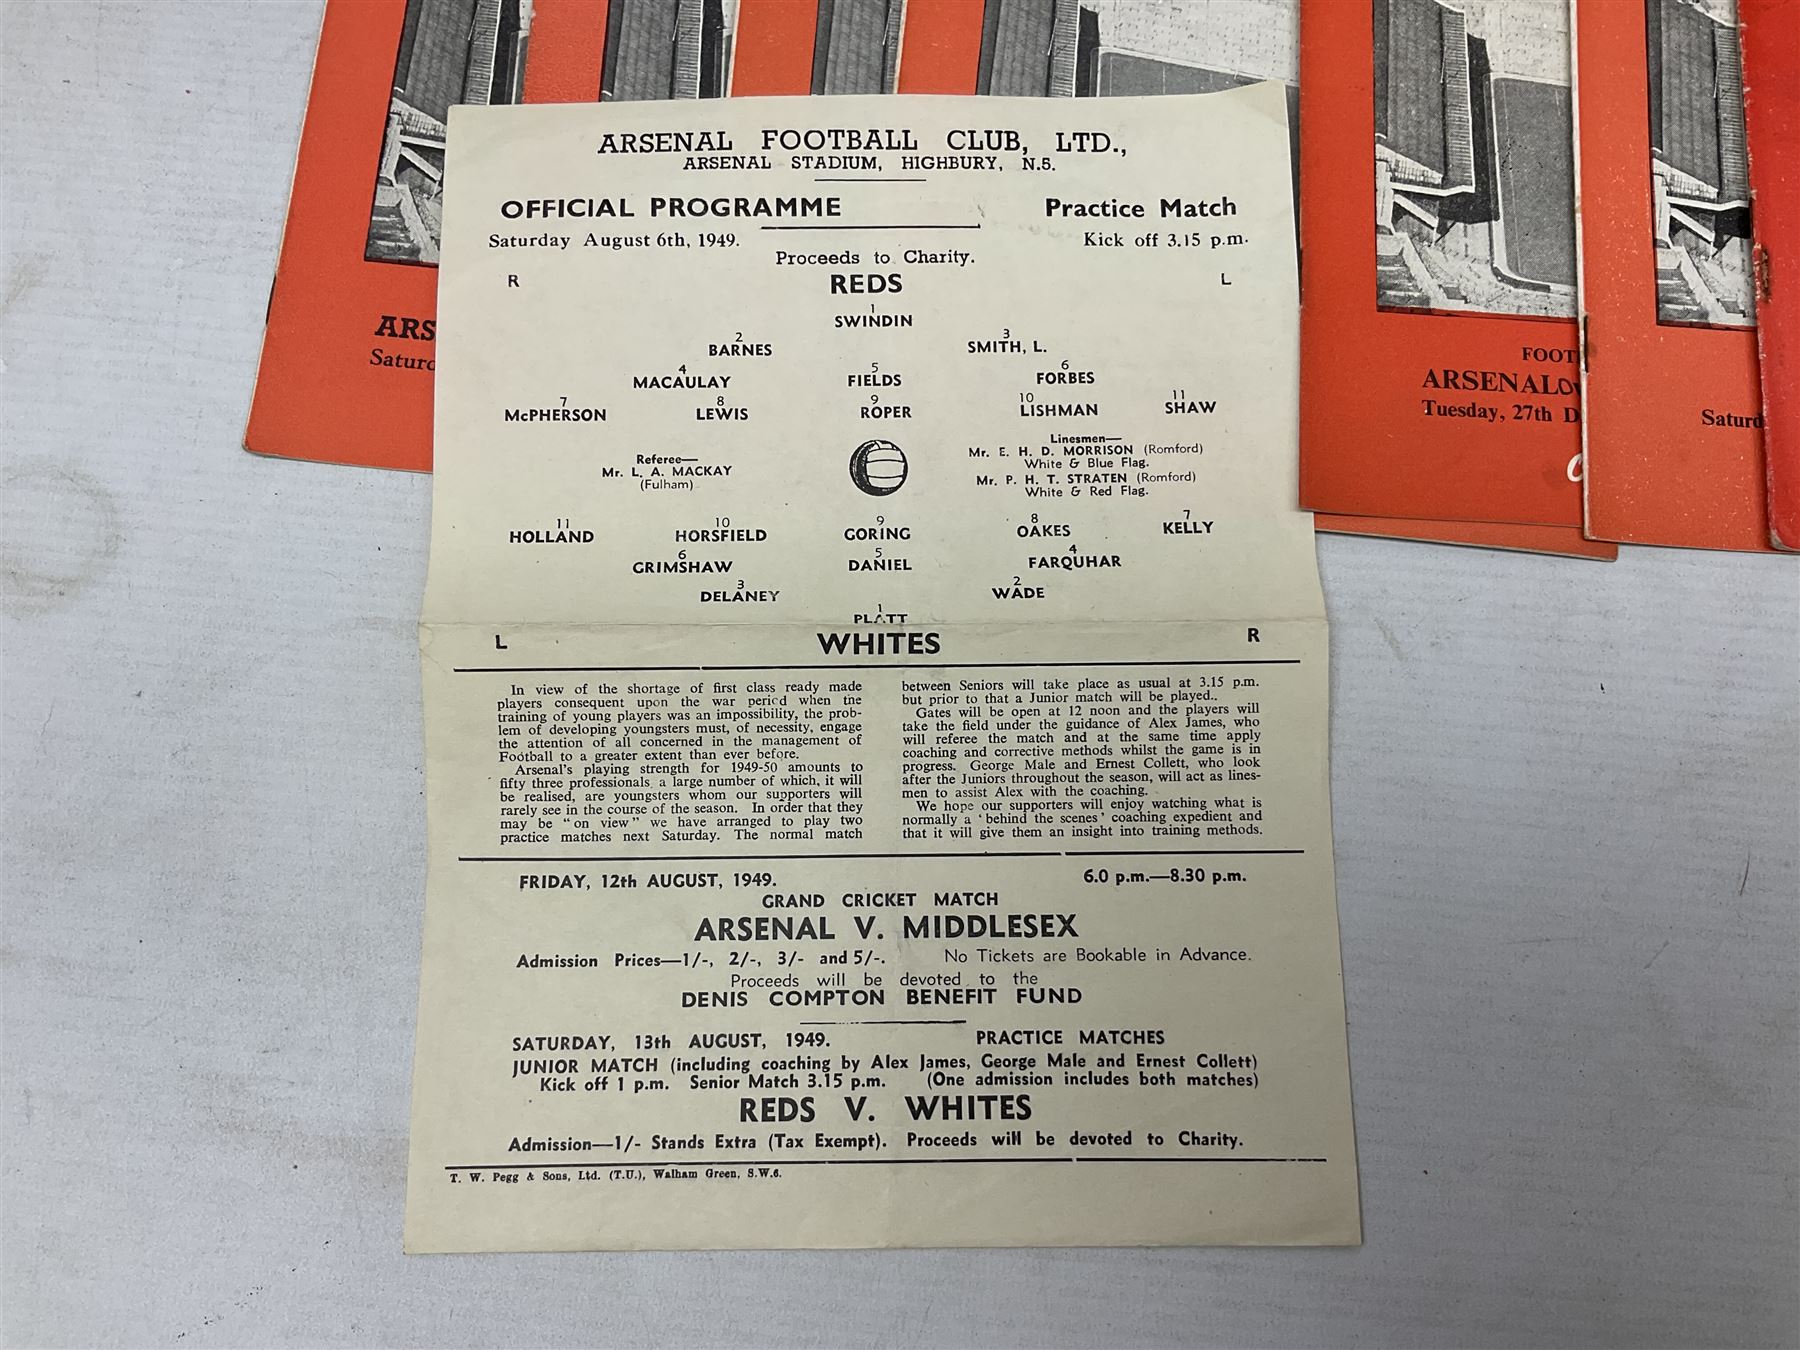 ARSENAL FOOTBALL CLUB, LTD.,
ARSENAL STADIUM, HIGHBURY, N.5.
OFFICIAL PROGRAMME Practice Match
Saturday August 6th, 1949. Kick off 3.15 p.m.
Proceeds to Charity.
R REDS L
1
SWINDIN
2 3
BARNES SMITH, L.
4 5 6
MACAULAY FIELDS FORBES
7 8 9 10 11
McPHERSON LEWIS ROPER LISHMAN SHAW
Referee—
Mr. L. A. MACKAY
(Fulham)
Linesmen—
Mr. E. H. D. MORRISON (Romford)
White & Blue Flag.
Mr. P. H. T. STRATEN (Romford)
White & Red Flag.
11 10 9 8 7
HOLLAND HORSFIELD GORING OAKES KELLY
6 5 4
GRIMSHAW DANIEL FARQUHAR
3 2
DELANEY WADE
1
PLATT
L WHITES R
In view of the shortage of first class ready made
players consequent upon the war period when the
training of young players was an impossibility, the prob-
lem of developing youngsters must, of necessity, engage
the attention of all concerned in the management of
Football to a greater extent than ever before.
Arsenal's playing strength for 1949-50 amounts to
fifty three professionals, a large number of which, it will
be realised, are youngsters whom our supporters will
rarely see in the course of the season. In order that they
may be "on view" we have arranged to play two
practice matches next Saturday. The normal match
between Seniors will take place as usual at 3.15 p.m.
but prior to that a Junior match will be played..
Gates will be open at 12 noon and the players will
take the field under the guidance of Alex James, who
will referee the match and at the same time apply
coaching and corrective methods whilst the game is in
progress. George Male and Ernest Collett, who look
after the Juniors throughout the season, will act as lines-
men to assist Alex with the coaching.
We hope our supporters will enjoy watching what is
normally a 'behind the scenes' coaching expedient and
that it will give them an insight into training methods.
FRIDAY, 12th AUGUST, 1949. 6.0 p.m.—8.30 p.m.
GRAND CRICKET MATCH
ARSENAL V. MIDDLESEX
Admission Prices—1/-, 2/-, 3/- and 5/-. No Tickets are Bookable in Advance.
Proceeds will be devoted to the
DENIS COMPTON BENEFIT FUND
SATURDAY, 13th AUGUST, 1949. PRACTICE MATCHES
JUNIOR MATCH (including coaching by Alex James, George Male and Ernest Collett)
Kick off 1 p.m. Senior Match 3.15 p.m. (One admission includes both matches)
REDS V. WHITES
Admission—1/- Stands Extra (Tax Exempt). Proceeds will be devoted to Charity.
T. W. Pegg & Sons, Ltd. (T.U.), Walham Green, S.W.6.
ARS
Saturd
FOOT
ARSENAL
Tuesday, 27th D
Saturd